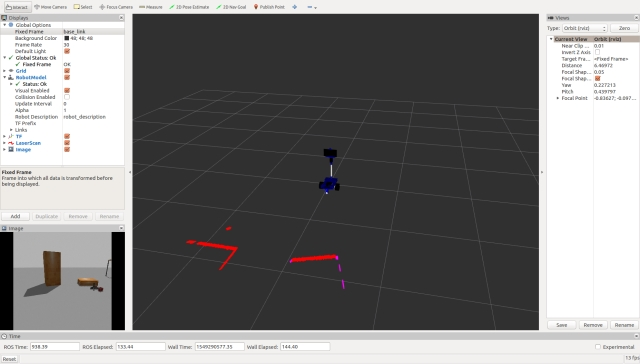 Interact Move Camera Select Focus Camera Measure 2D Pose Estimate 2D Nav Goal Publish Point
Displays
Global Options
Fixed Frame base_link
Background Color 48; 48; 48
Frame Rate 30
Default Light
Global Status: Ok
Fixed Frame OK
Grid
RobotModel
Status: Ok
Visual Enabled
Collision Enabled
Update Interval 0
Alpha 1
Robot Description robot_description
TF Prefix
Links
TF
LaserScan
Image
Fixed Frame
Frame into which all data is transformed before
being displayed.
Add Duplicate Remove Rename
Image
Views
Type: Orbit (rviz) Zero
Current View Orbit (rviz)
Near Clip ... 0.01
Invert Z Axis
Target Fra... <Fixed Frame>
Distance 6.46972
Focal Shap... 0.05
Focal Shap...
Yaw 0.227213
Pitch 0.439797
Focal Point -0.83627; -0.097...
Save Remove Rename
Time
ROS Time: 938.39 ROS Elapsed: 133.44 Wall Time: 1549290577.35 Wall Elapsed: 144.40 Experimental
Reset 13 fps